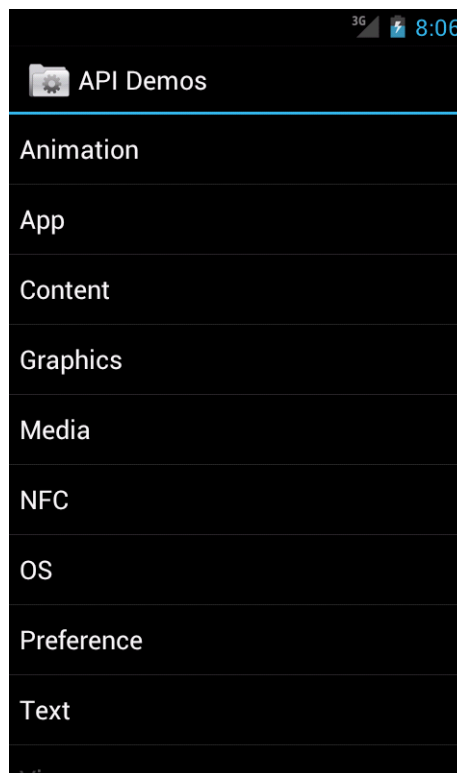 3G 8:06
API Demos
Animation
App
Content
Graphics
Media
NFC
OS
Preference
Text